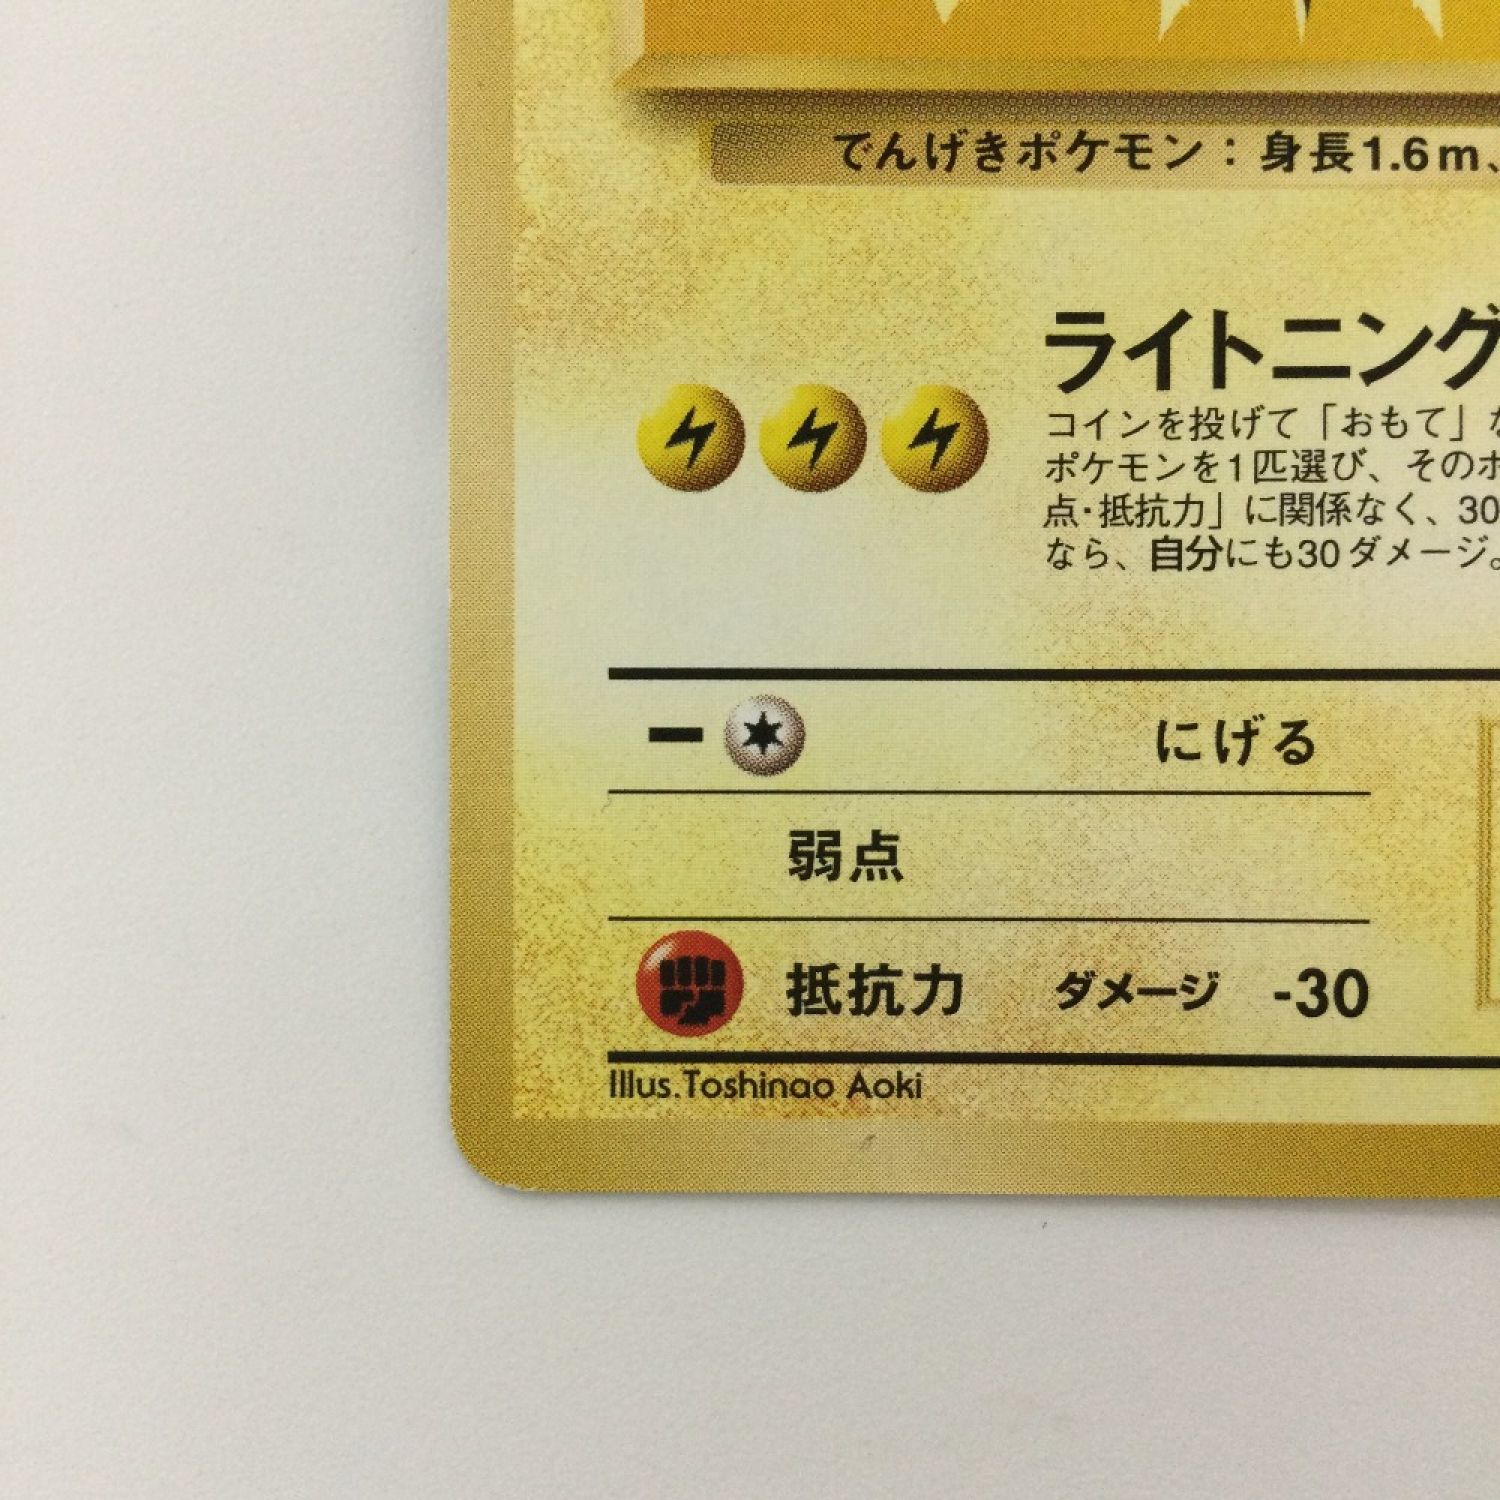 でんげきポケモン：身長1.6m、
ライトニング
コインを投げて「おもて」な
ポケモンを1匹選び、そのポ
点・抵抗力」に関係なく、30
なら、自分にも30ダメージ。
ー にげる
弱点
抵抗力 ダメージ -30
Illus.Toshinao Aoki